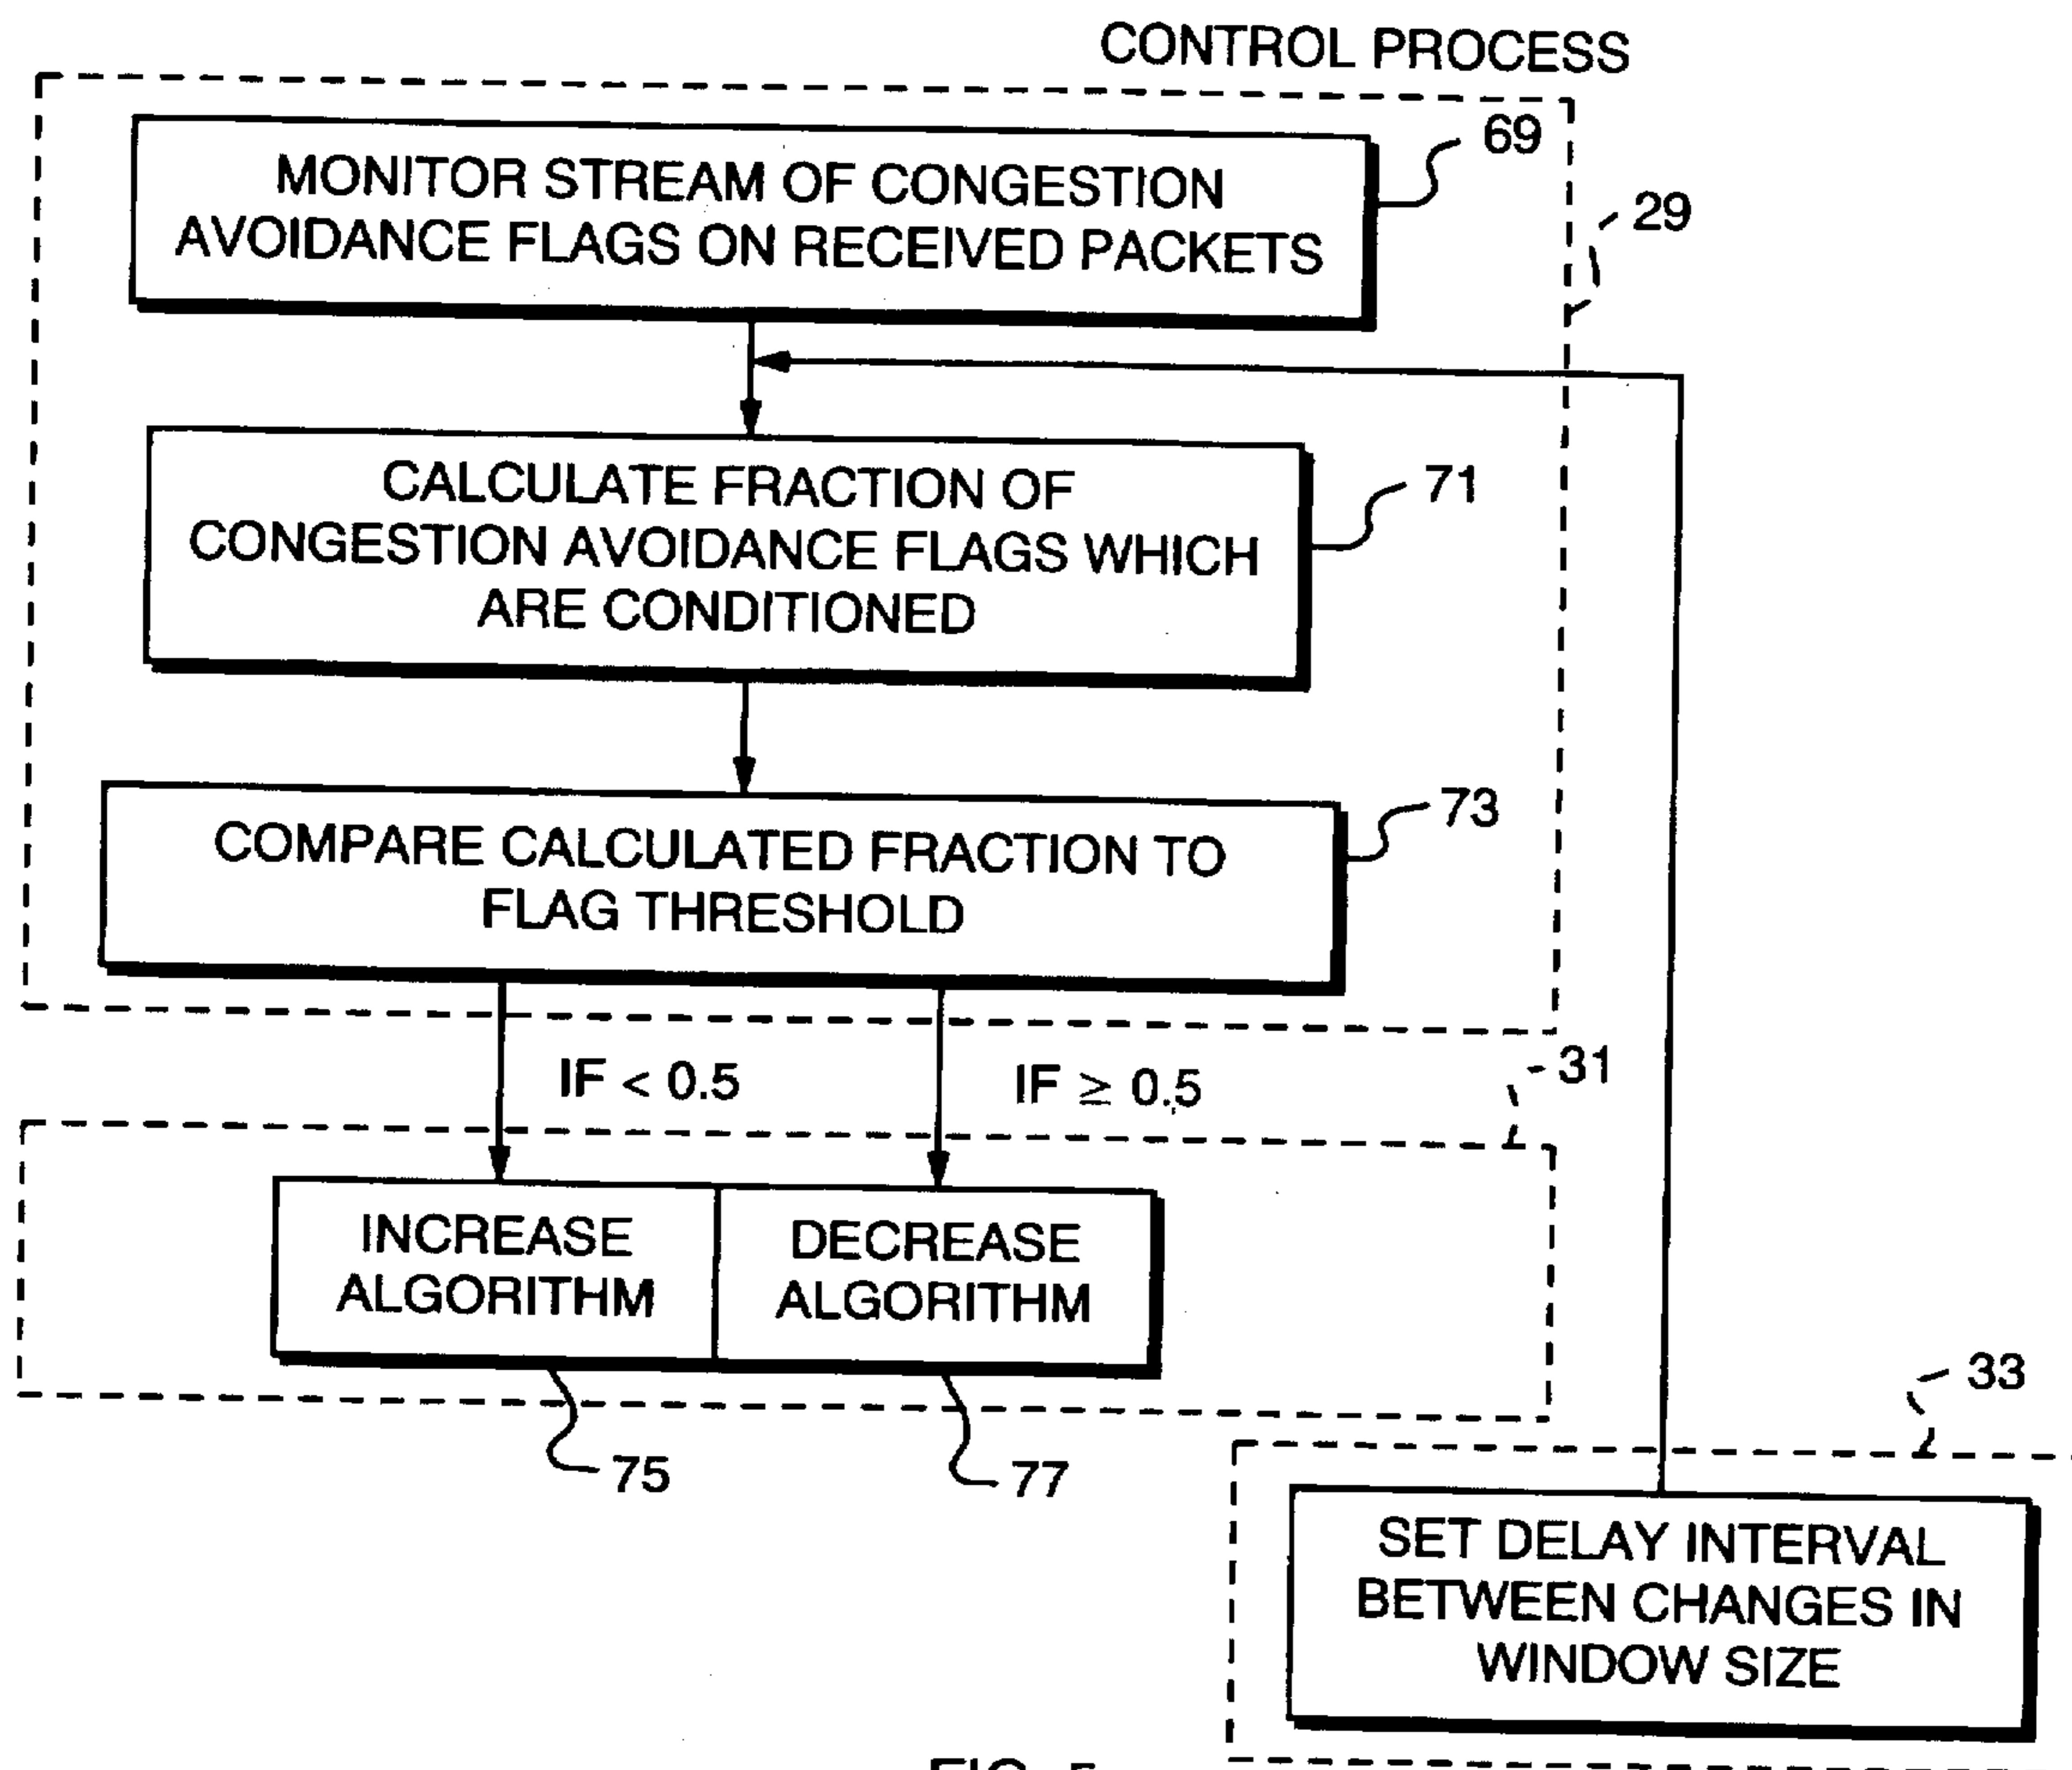 CONTROL PROCESS
69
MONITOR STREAM OF CONGESTION
AVOIDANCE FLAGS ON RECEIVED PACKETS
29
71
CALCULATE FRACTION OF
CONGESTION AVOIDANCE FLAGS WHICH
ARE CONDITIONED
73
COMPARE CALCULATED FRACTION TO
FLAG THRESHOLD
31
IF < 0.5
IF ≥ 0.5
INCREASE
ALGORITHM
DECREASE
ALGORITHM
75
77
33
SET DELAY INTERVAL
BETWEEN CHANGES IN
WINDOW SIZE